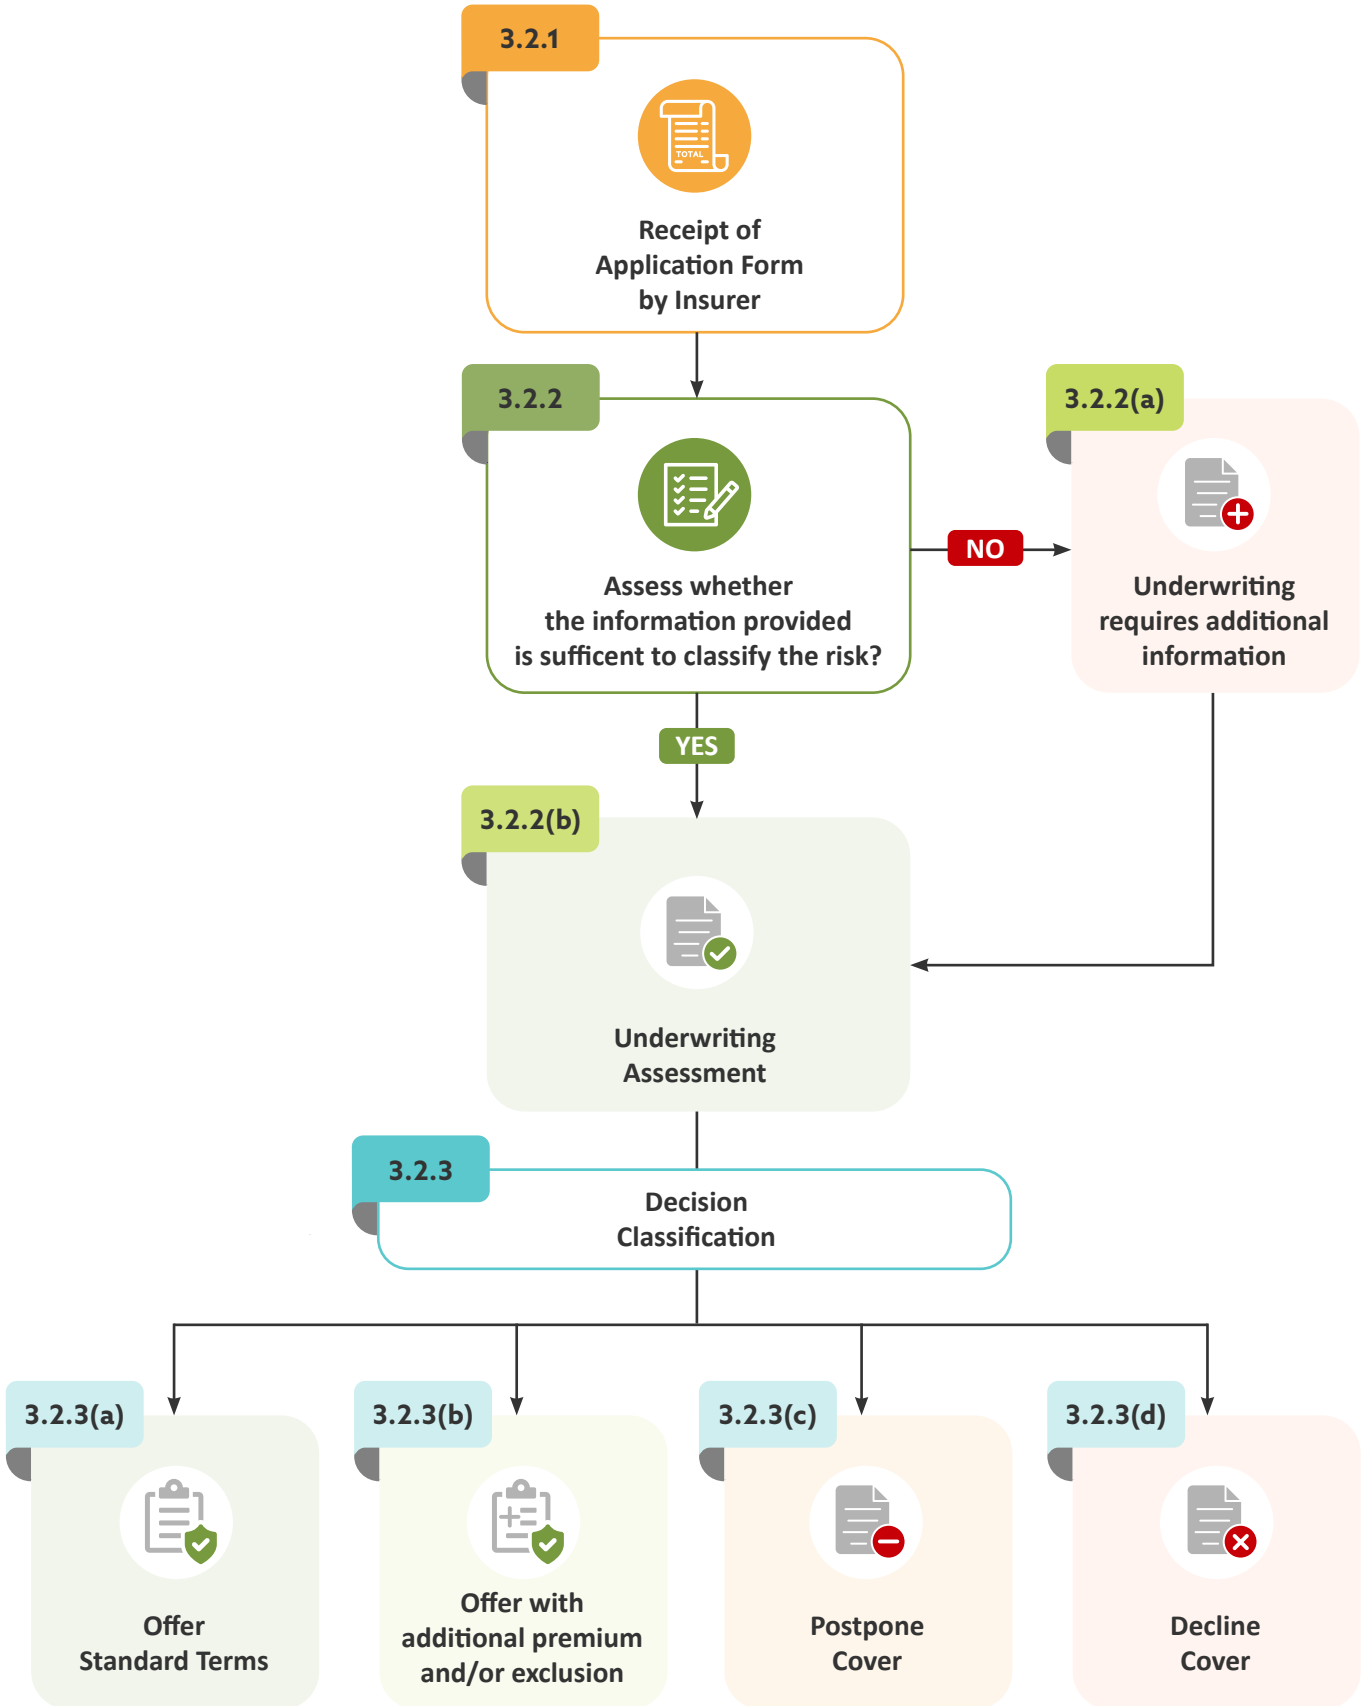 3.2.1
TOTAL
Receipt of
Application Form
by Insurer
3.2.2
Assess whether
the information provided
is sufficent to classify the risk?
NO
3.2.2(a)
Underwriting
requires additional
information
YES
3.2.2(b)
Underwriting
Assessment
3.2.3
Decision
Classification
3.2.3(a)
Offer
Standard Terms
3.2.3(b)
Offer with
additional premium
and/or exclusion
3.2.3(c)
Postpone
Cover
3.2.3(d)
Decline
Cover